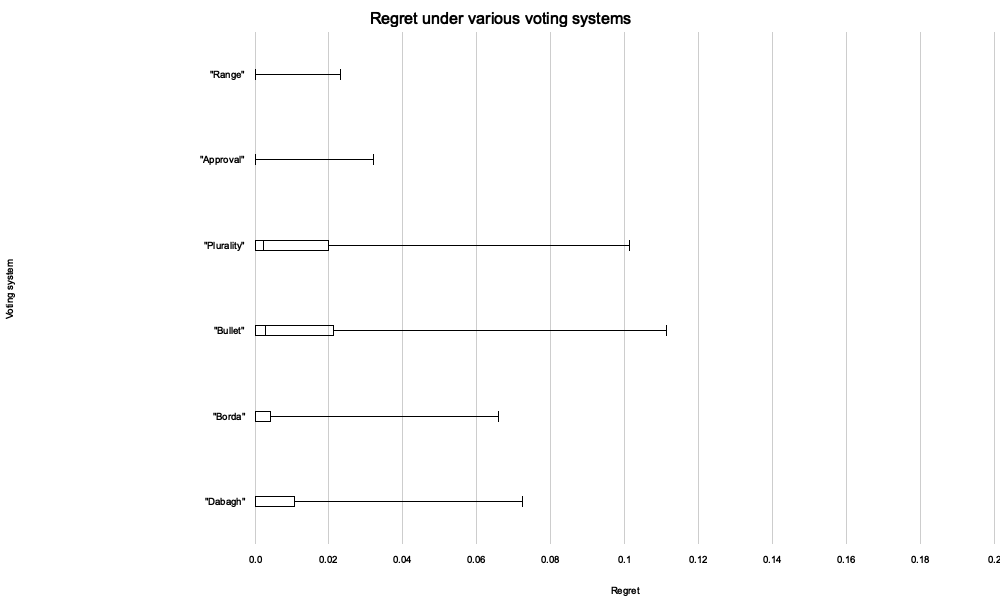 Regret under various voting systems
"Range"
"Approval"
"Plurality"
Voting system
"Bullet"
"Borda"
"Dabagh"
0.0 0.02 0.04 0.06 0.08 0.1 0.12 0.14 0.16 0.18 0.2
Regret